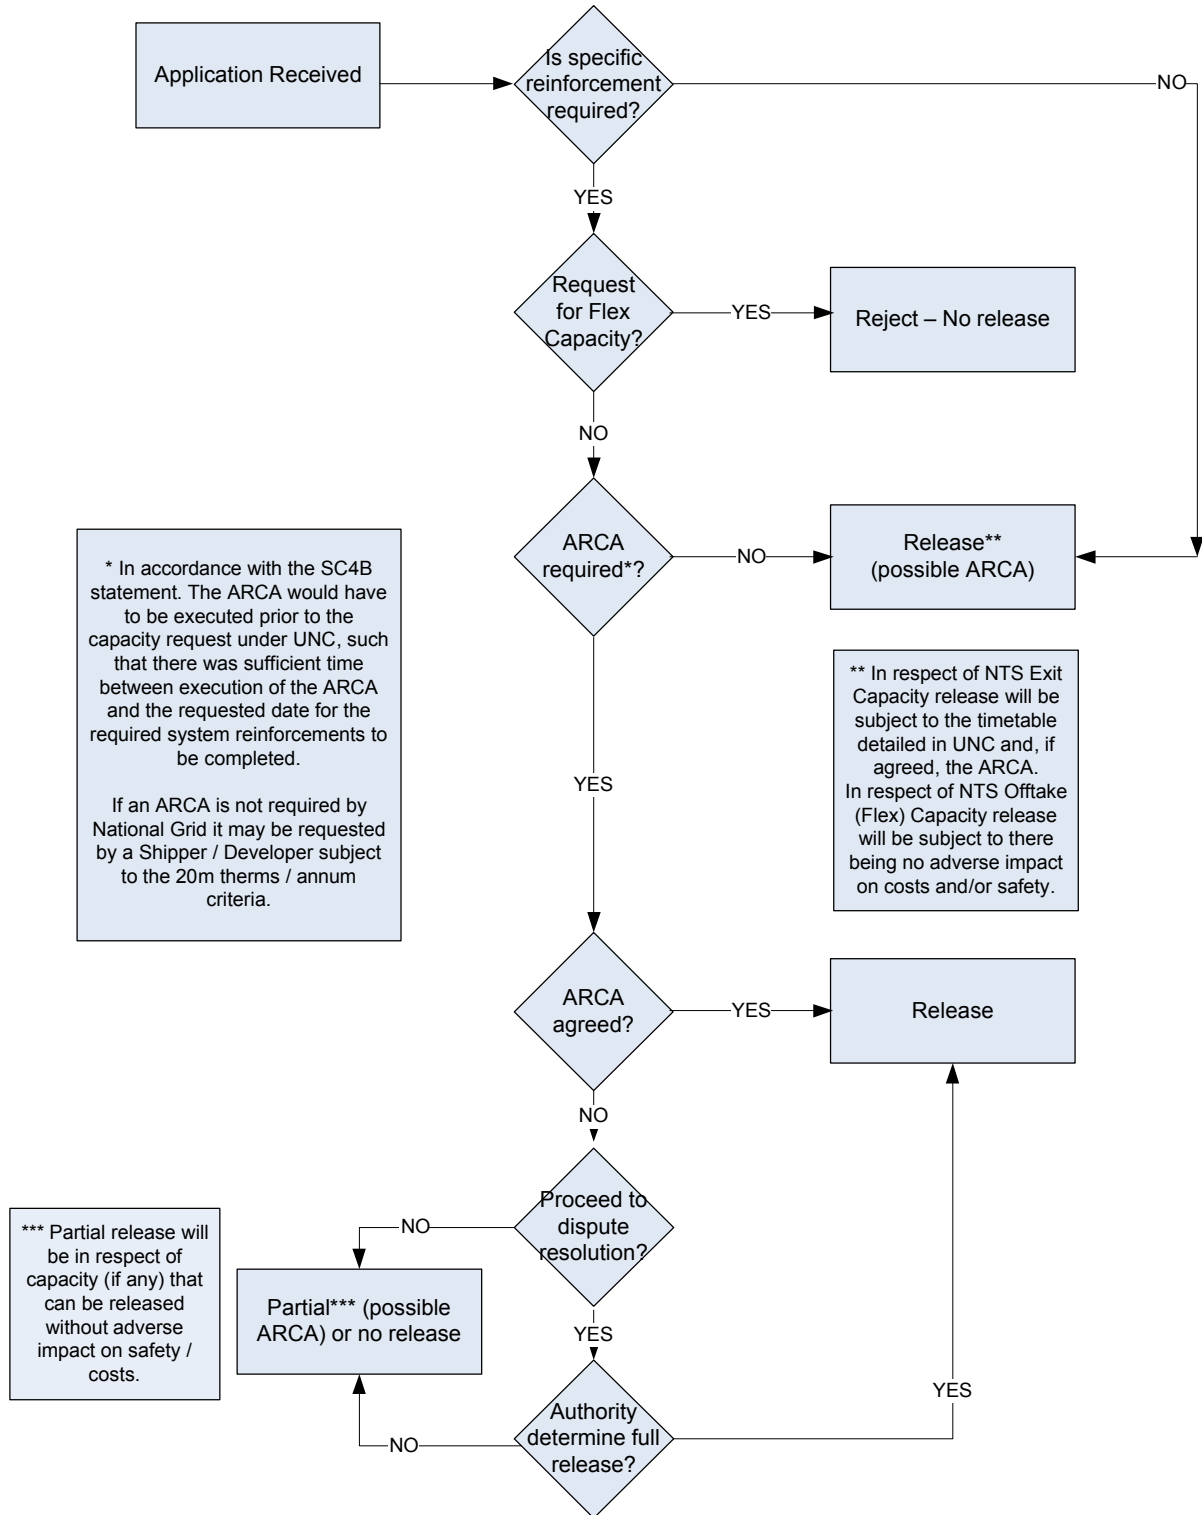 Application Received
Is specific
reinforcement
required?
NO
YES
Request
for Flex
Capacity?
YES
Reject – No release
NO
ARCA
required*?
NO
Release**
(possible ARCA)
* In accordance with the SC4B
statement. The ARCA would have
to be executed prior to the
capacity request under UNC, such
that there was sufficient time
between execution of the ARCA
and the requested date for the
required system reinforcements to
be completed.
If an ARCA is not required by
National Grid it may be requested
by a Shipper / Developer subject
to the 20m therms / annum
criteria.
** In respect of NTS Exit
Capacity release will be
subject to the timetable
detailed in UNC and, if
agreed, the ARCA.
In respect of NTS Offtake
(Flex) Capacity release
will be subject to there
being no adverse impact
on costs and/or safety.
YES
ARCA
agreed?
YES
Release
NO
Proceed to
dispute
resolution?
NO
*** Partial release will
be in respect of
capacity (if any) that
can be released
without adverse
impact on safety /
costs.
Partial*** (possible
ARCA) or no release
YES
YES
Authority
determine full
release?
NO